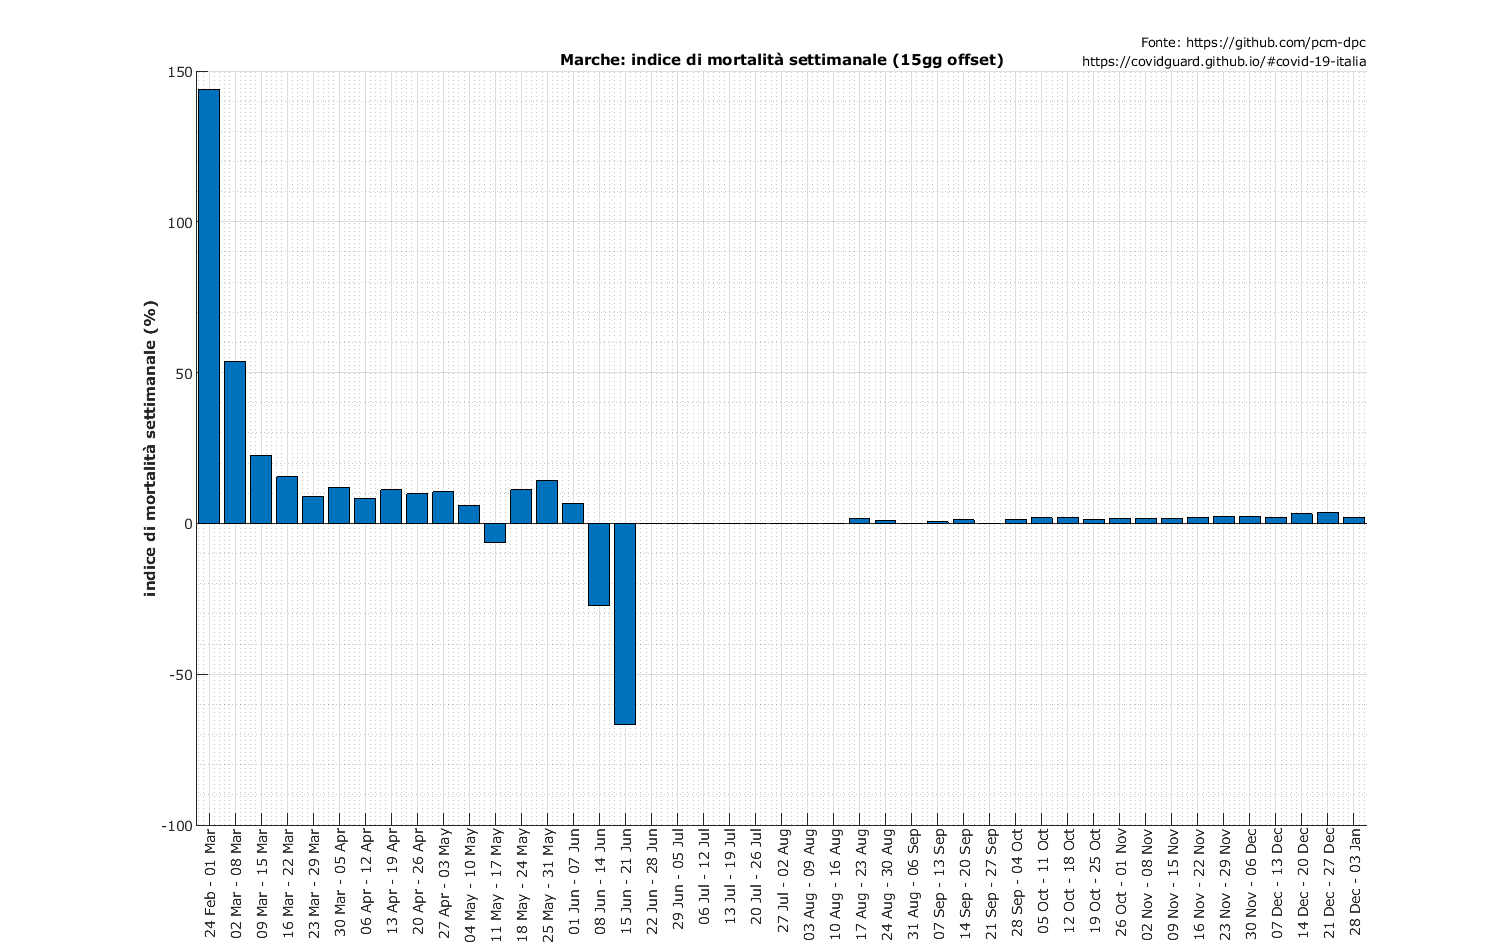 Fonte: https://github.com/pcm-dpc
https://covidguard.github.io/#covid-19-italia
Marche: indice di mortalità settimanale (15gg offset)
indice di mortalità settimanale (%)
150
100
50
0
-50
-100
24 Feb - 01 Mar
02 Mar - 08 Mar
09 Mar - 15 Mar
16 Mar - 22 Mar
23 Mar - 29 Mar
30 Mar - 05 Apr
06 Apr - 12 Apr
13 Apr - 19 Apr
20 Apr - 26 Apr
27 Apr - 03 May
04 May - 10 May
11 May - 17 May
18 May - 24 May
25 May - 31 May
01 Jun - 07 Jun
08 Jun - 14 Jun
15 Jun - 21 Jun
22 Jun - 28 Jun
29 Jun - 05 Jul
06 Jul - 12 Jul
13 Jul - 19 Jul
20 Jul - 26 Jul
27 Jul - 02 Aug
03 Aug - 09 Aug
10 Aug - 16 Aug
17 Aug - 23 Aug
24 Aug - 30 Aug
31 Aug - 06 Sep
07 Sep - 13 Sep
14 Sep - 20 Sep
21 Sep - 27 Sep
28 Sep - 04 Oct
05 Oct - 11 Oct
12 Oct - 18 Oct
19 Oct - 25 Oct
26 Oct - 01 Nov
02 Nov - 08 Nov
09 Nov - 15 Nov
16 Nov - 22 Nov
23 Nov - 29 Nov
30 Nov - 06 Dec
07 Dec - 13 Dec
14 Dec - 20 Dec
21 Dec - 27 Dec
28 Dec - 03 Jan